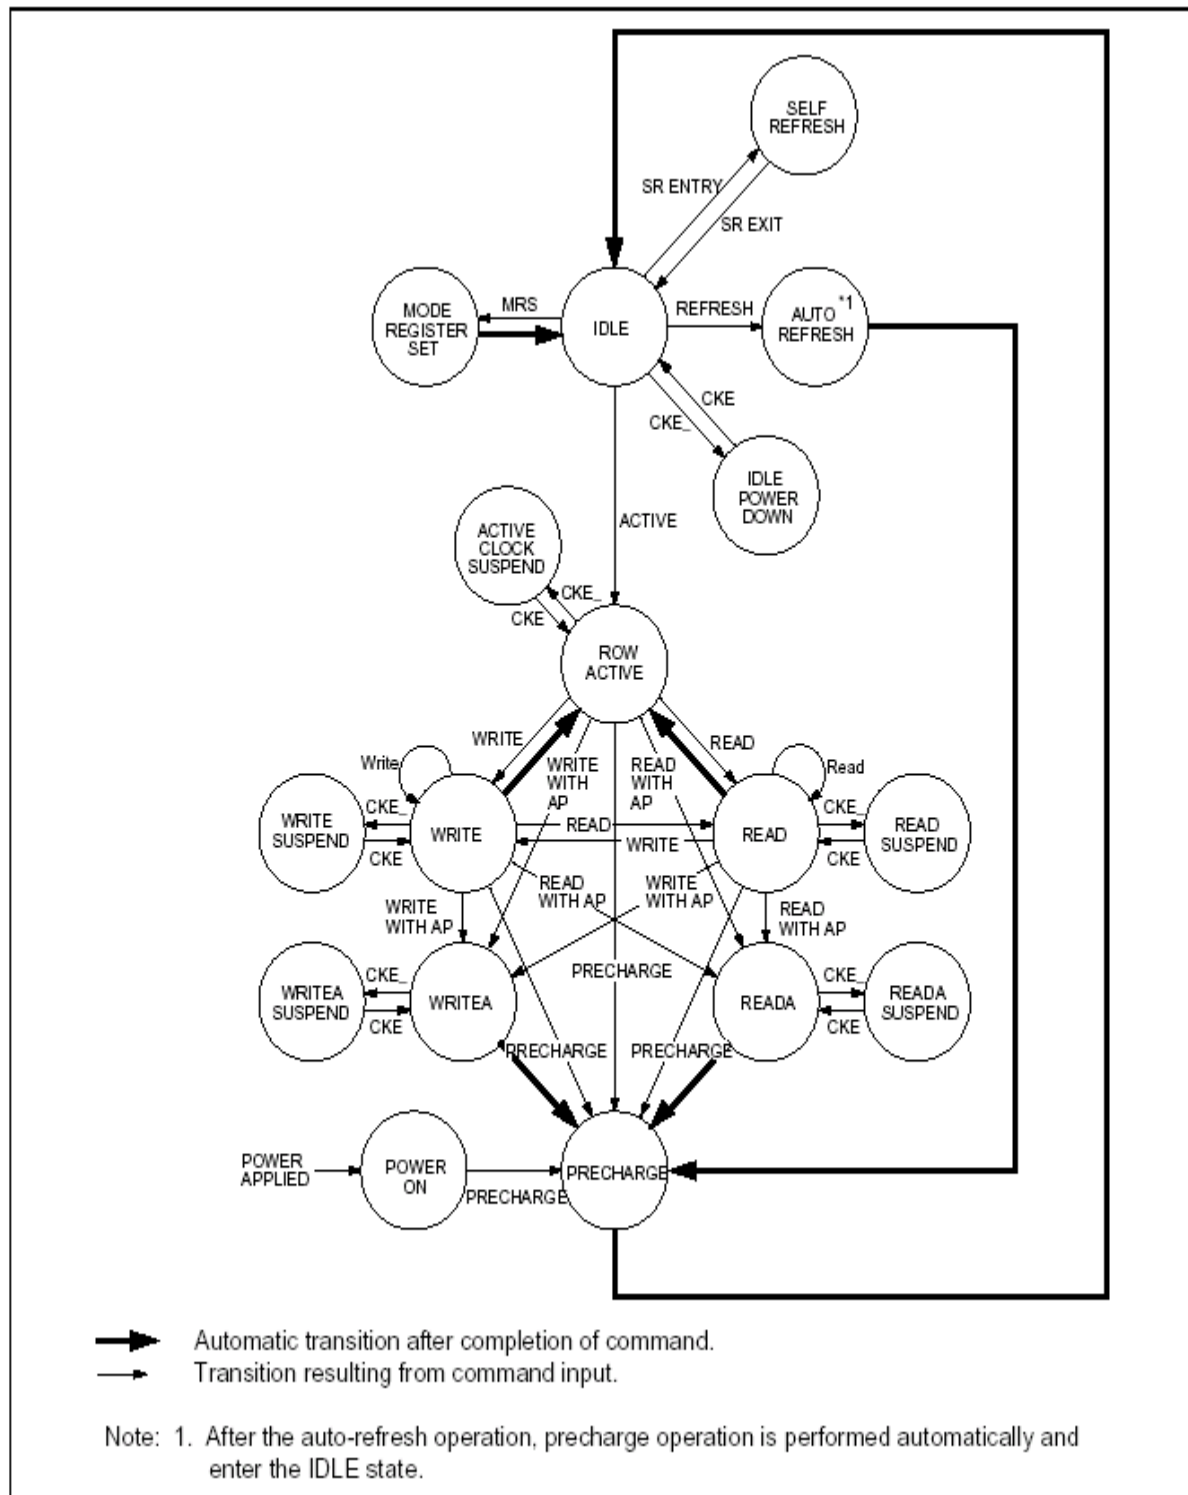 SELF
REFRESH
SR ENTRY
SR EXIT
MODE
REGISTER
SET
MRS
IDLE
REFRESH
AUTO *1
REFRESH
CKE
CKE_
IDLE
POWER
DOWN
ACTIVE
ACTIVE
CLOCK
SUSPEND
CKE_
CKE
ROW
ACTIVE
WRITE
WRITE
WITH
AP
READ
WITH
AP
READ
Write
Read
WRITE
SUSPEND
CKE_
CKE
WRITE
READ
WRITE
READ
CKE_
CKE
READ
SUSPEND
WRITE
WITH AP
READ
WITH AP
WRITE
WITH AP
READ
WITH AP
WRITEA
SUSPEND
CKE_
CKE
WRITEA
PRECHARGE
READA
CKE_
CKE
READA
SUSPEND
PRECHARGE
PRECHARGE
POWER
APPLIED
POWER
ON
PRECHARGE
PRECHARGE
Automatic transition after completion of command.
Transition resulting from command input.
Note: 1. After the auto-refresh operation, precharge operation is performed automatically and
enter the IDLE state.